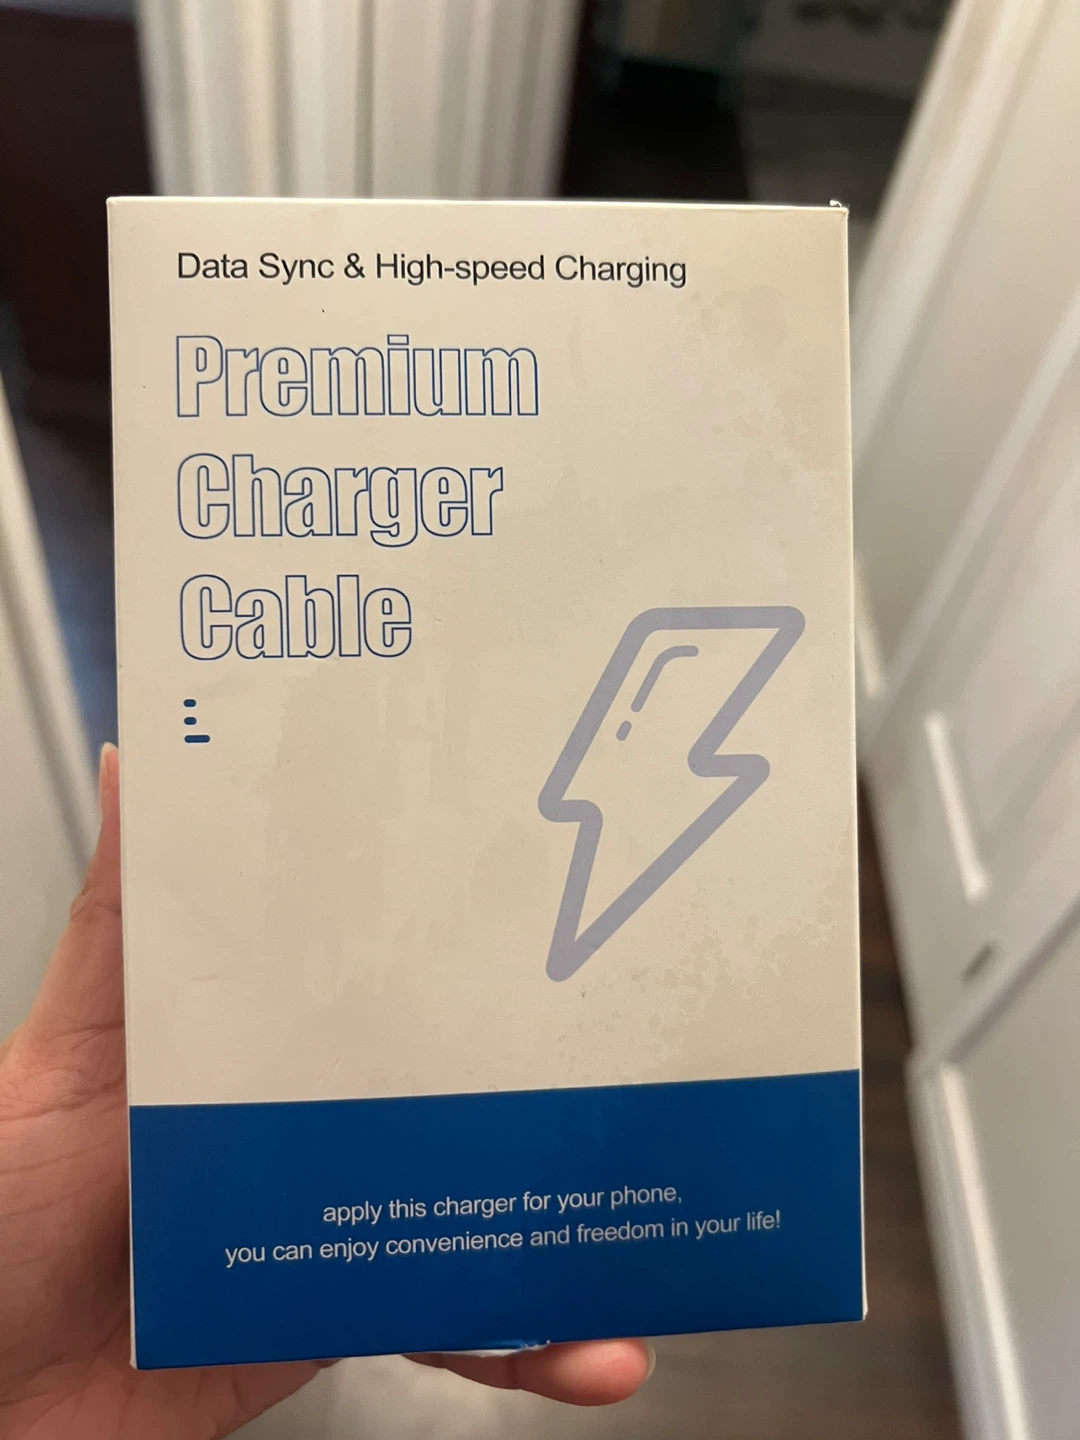 Data Sync & High-speed Charging
Premium
Charger
Cable
apply this charger for your phone,
you can enjoy convenience and freedom in your life!